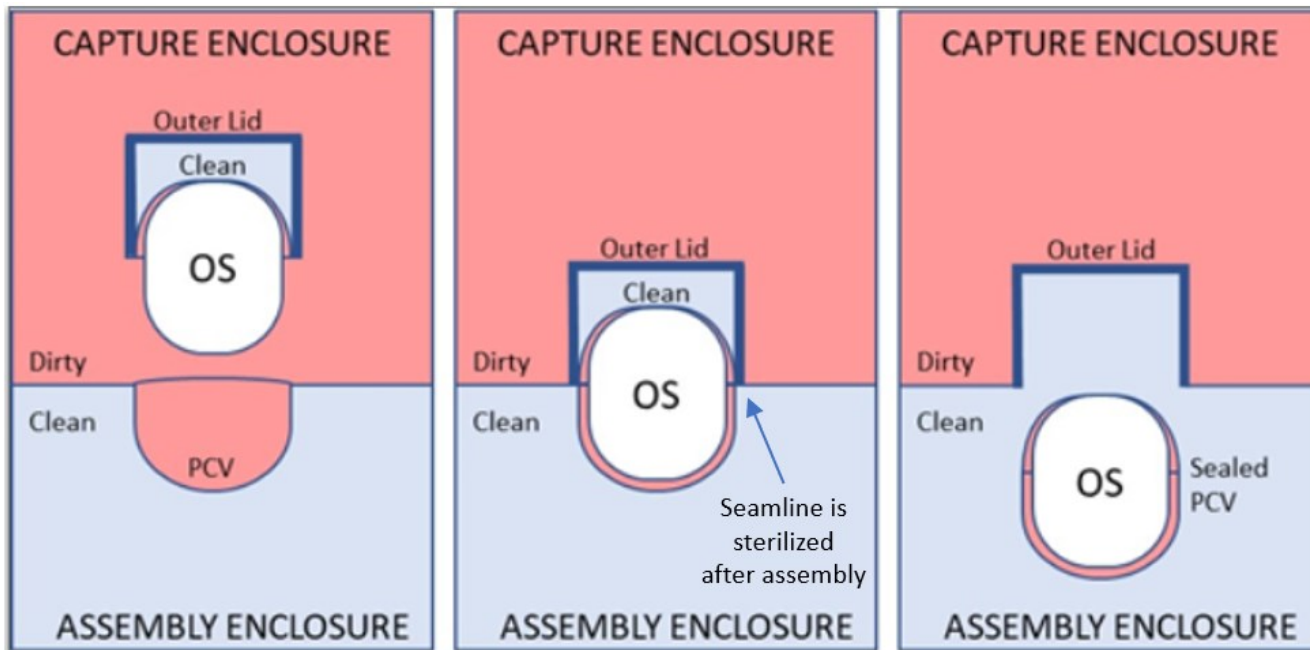 CAPTURE ENCLOSURE
Outer Lid
Clean
OS
Dirty
Clean
PCV
ASSEMBLY ENCLOSURE
CAPTURE ENCLOSURE
Outer Lid
Clean
Dirty
OS
Clean
Seamline is
sterilized
after assembly
ASSEMBLY ENCLOSURE
CAPTURE ENCLOSURE
Outer Lid
Dirty
Clean
OS
Sealed
PCV
ASSEMBLY ENCLOSURE